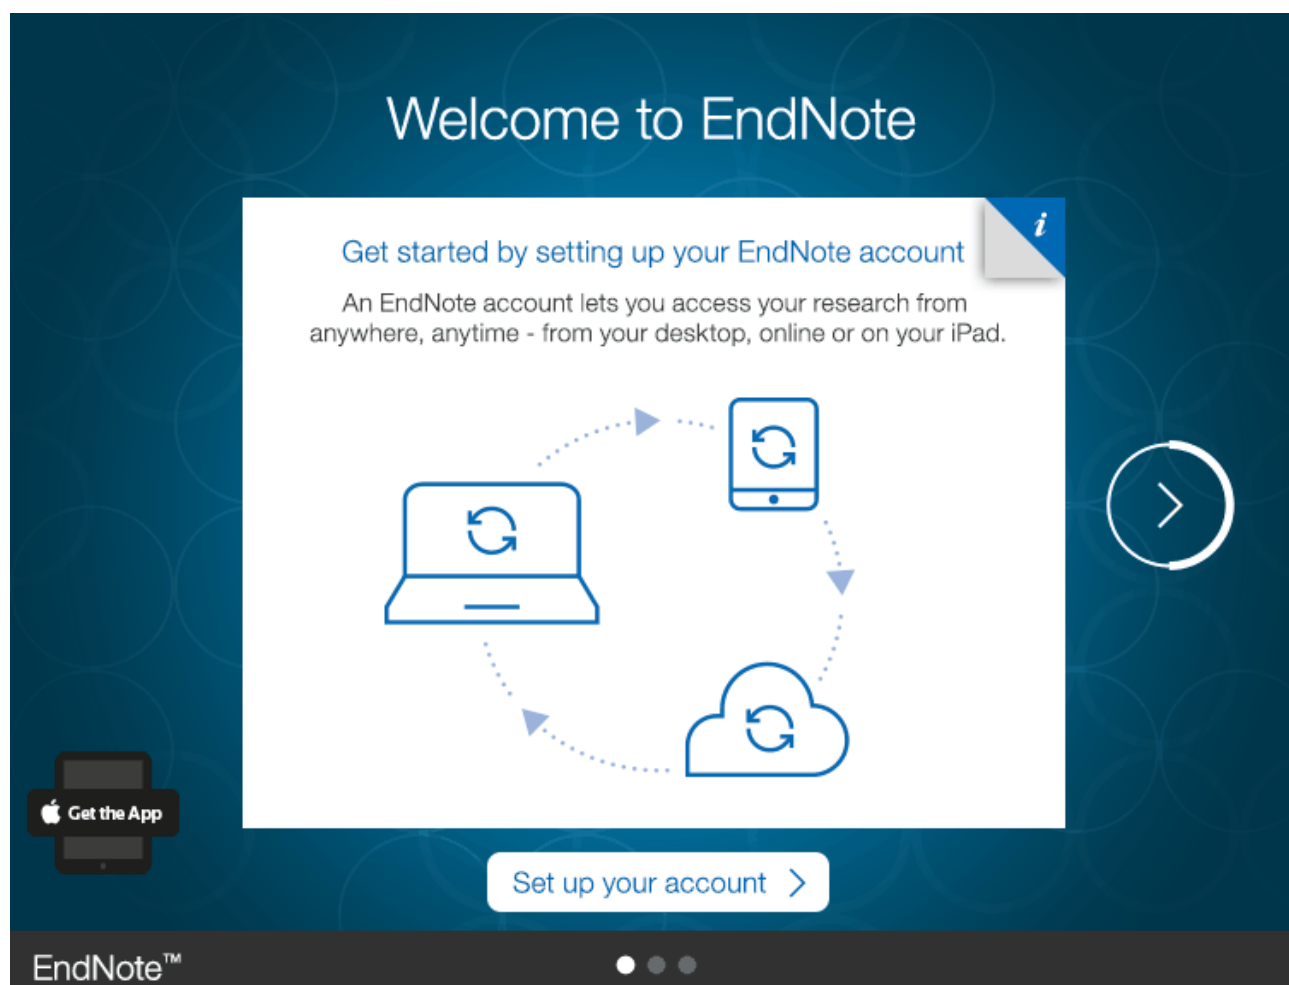 Welcome to EndNote
i
Get started by setting up your EndNote account
An EndNote account lets you access your research from
anywhere, anytime - from your desktop, online or on your iPad.
Get the App
Set up your account
EndNote™